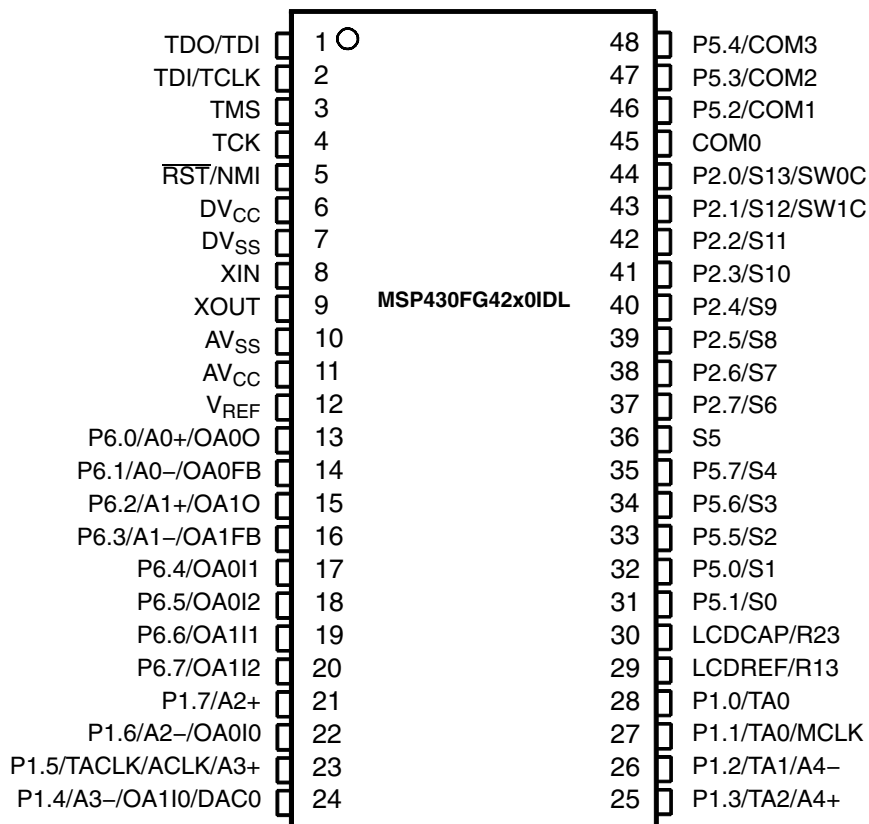 TDO/TDI 1 48 P5.4/COM3
TDI/TCLK 2 47 P5.3/COM2
TMS 3 46 P5.2/COM1
TCK 4 45 COM0
RST/NMI 5 44 P2.0/S13/SW0C
DVCC 6 43 P2.1/S12/SW1C
DVSS 7 42 P2.2/S11
XIN 8 41 P2.3/S10
XOUT 9 MSP430FG42x0IDL 40 P2.4/S9
AVSS 10 39 P2.5/S8
AVCC 11 38 P2.6/S7
VREF 12 37 P2.7/S6
P6.0/A0+/OA0O 13 36 S5
P6.1/A0−/OA0FB 14 35 P5.7/S4
P6.2/A1+/OA1O 15 34 P5.6/S3
P6.3/A1−/OA1FB 16 33 P5.5/S2
P6.4/OA0I1 17 32 P5.0/S1
P6.5/OA0I2 18 31 P5.1/S0
P6.6/OA1I1 19 30 LCDCAP/R23
P6.7/OA1I2 20 29 LCDREF/R13
P1.7/A2+ 21 28 P1.0/TA0
P1.6/A2−/OA0I0 22 27 P1.1/TA0/MCLK
P1.5/TACLK/ACLK/A3+ 23 26 P1.2/TA1/A4−
P1.4/A3−/OA1I0/DAC0 24 25 P1.3/TA2/A4+